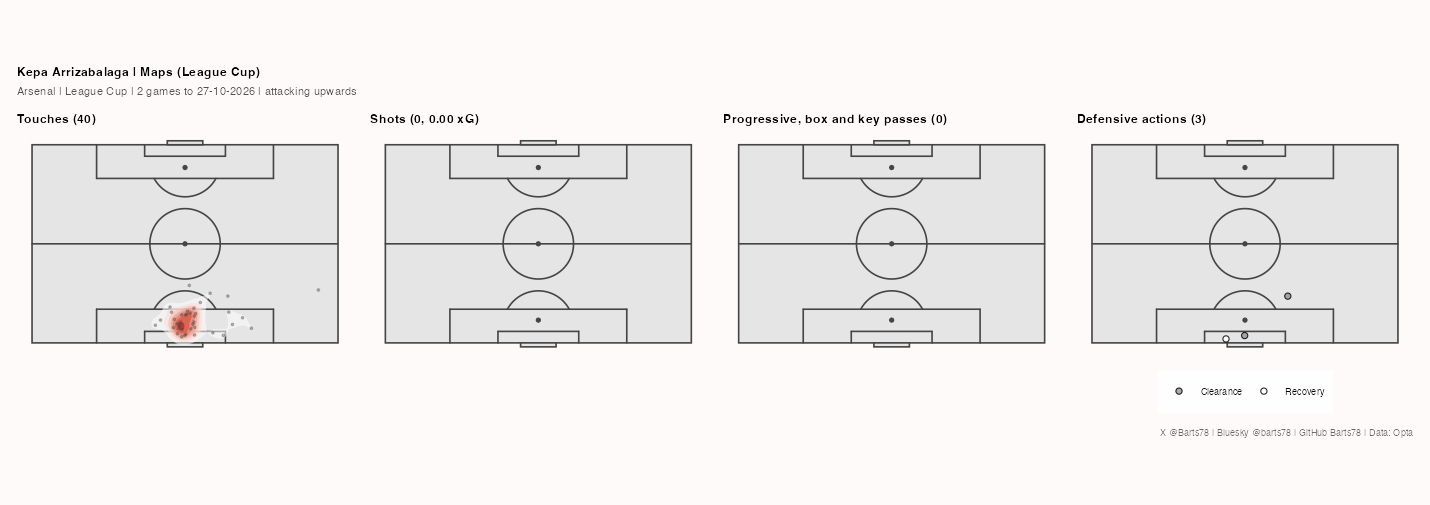 Kepa Arrizabalaga | Maps (League Cup)
Arsenal | League Cup | 2 games to 27-10-2026 | attacking upwards
Touches (40)
Shots (0, 0.00 xG)
Progressive, box and key passes (0)
Defensive actions (3)
Clearance
Recovery
X @Barts78 | Bluesky @barts78 | GitHub Barts78 | Data: Opta